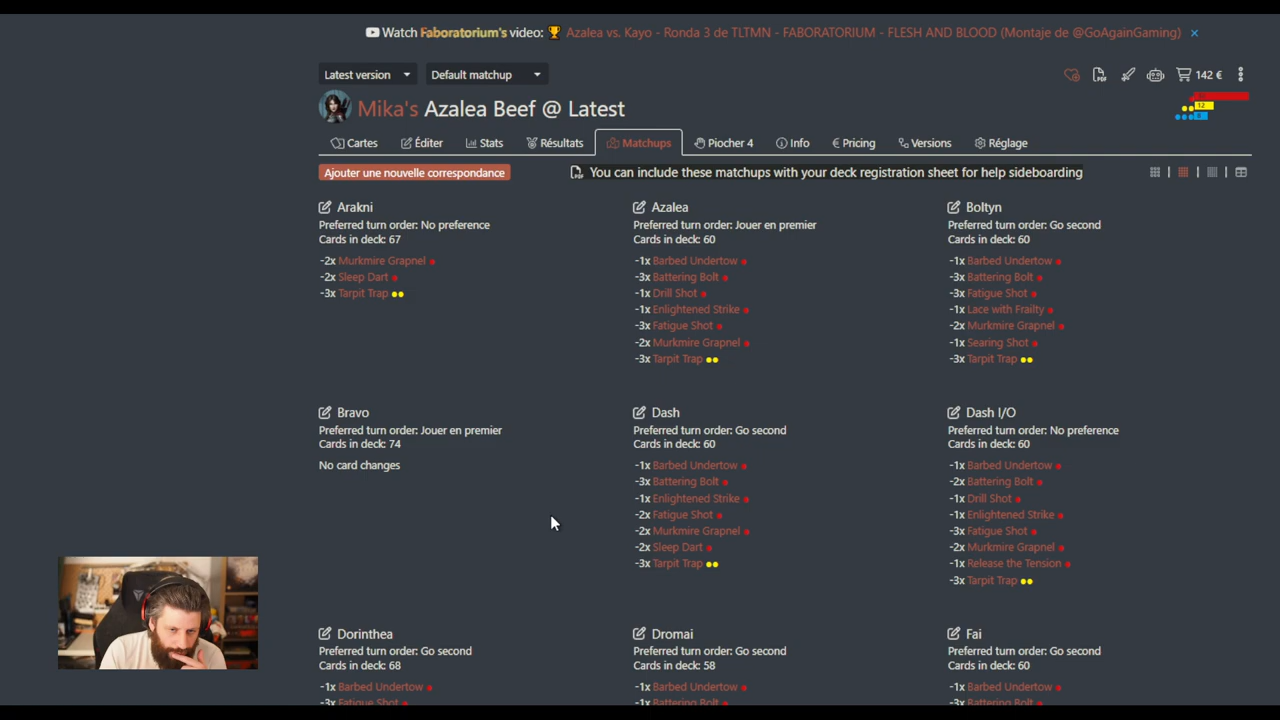 Watch Faboratorium's video: 🏆 Azalea vs. Kayo - Ronda 3 de TLTMN - FABORATORIUM - FLESH AND BLOOD (Montaje de @GoAgainGaming) ×
Latest version Default matchup 142 €
Mika's Azalea Beef @ Latest
12
8
Cartes Éditer Stats Résultats Matchups Piocher 4 Info € Pricing Versions Réglage
Ajouter une nouvelle correspondance You can include these matchups with your deck registration sheet for help sideboarding
Arakni
Preferred turn order: No preference
Cards in deck: 67
-2x Murkmire Grapnel
-2x Sleep Dart
-3x Tarpit Trap
Azalea
Preferred turn order: Jouer en premier
Cards in deck: 60
-1x Barbed Undertow
-3x Battering Bolt
-1x Drill Shot
-1x Enlightened Strike
-3x Fatigue Shot
-2x Murkmire Grapnel
-3x Tarpit Trap
Boltyn
Preferred turn order: Go second
Cards in deck: 60
-1x Barbed Undertow
-3x Battering Bolt
-3x Fatigue Shot
-1x Lace with Frailty
-2x Murkmire Grapnel
-1x Searing Shot
-3x Tarpit Trap
Bravo
Preferred turn order: Jouer en premier
Cards in deck: 74
No card changes
Dash
Preferred turn order: Go second
Cards in deck: 60
-1x Barbed Undertow
-3x Battering Bolt
-1x Enlightened Strike
-2x Fatigue Shot
-2x Murkmire Grapnel
-2x Sleep Dart
-3x Tarpit Trap
Dash I/O
Preferred turn order: No preference
Cards in deck: 60
-1x Barbed Undertow
-2x Battering Bolt
-1x Drill Shot
-1x Enlightened Strike
-3x Fatigue Shot
-2x Murkmire Grapnel
-1x Release the Tension
-3x Tarpit Trap
Dorinthea
Preferred turn order: Go second
Cards in deck: 68
-1x Barbed Undertow
-3x Fatigue Shot
Dromai
Preferred turn order: Go second
Cards in deck: 58
-1x Barbed Undertow
-1x Battering Bolt
Fai
Preferred turn order: Go second
Cards in deck: 60
-1x Barbed Undertow
-3x Battering Bolt